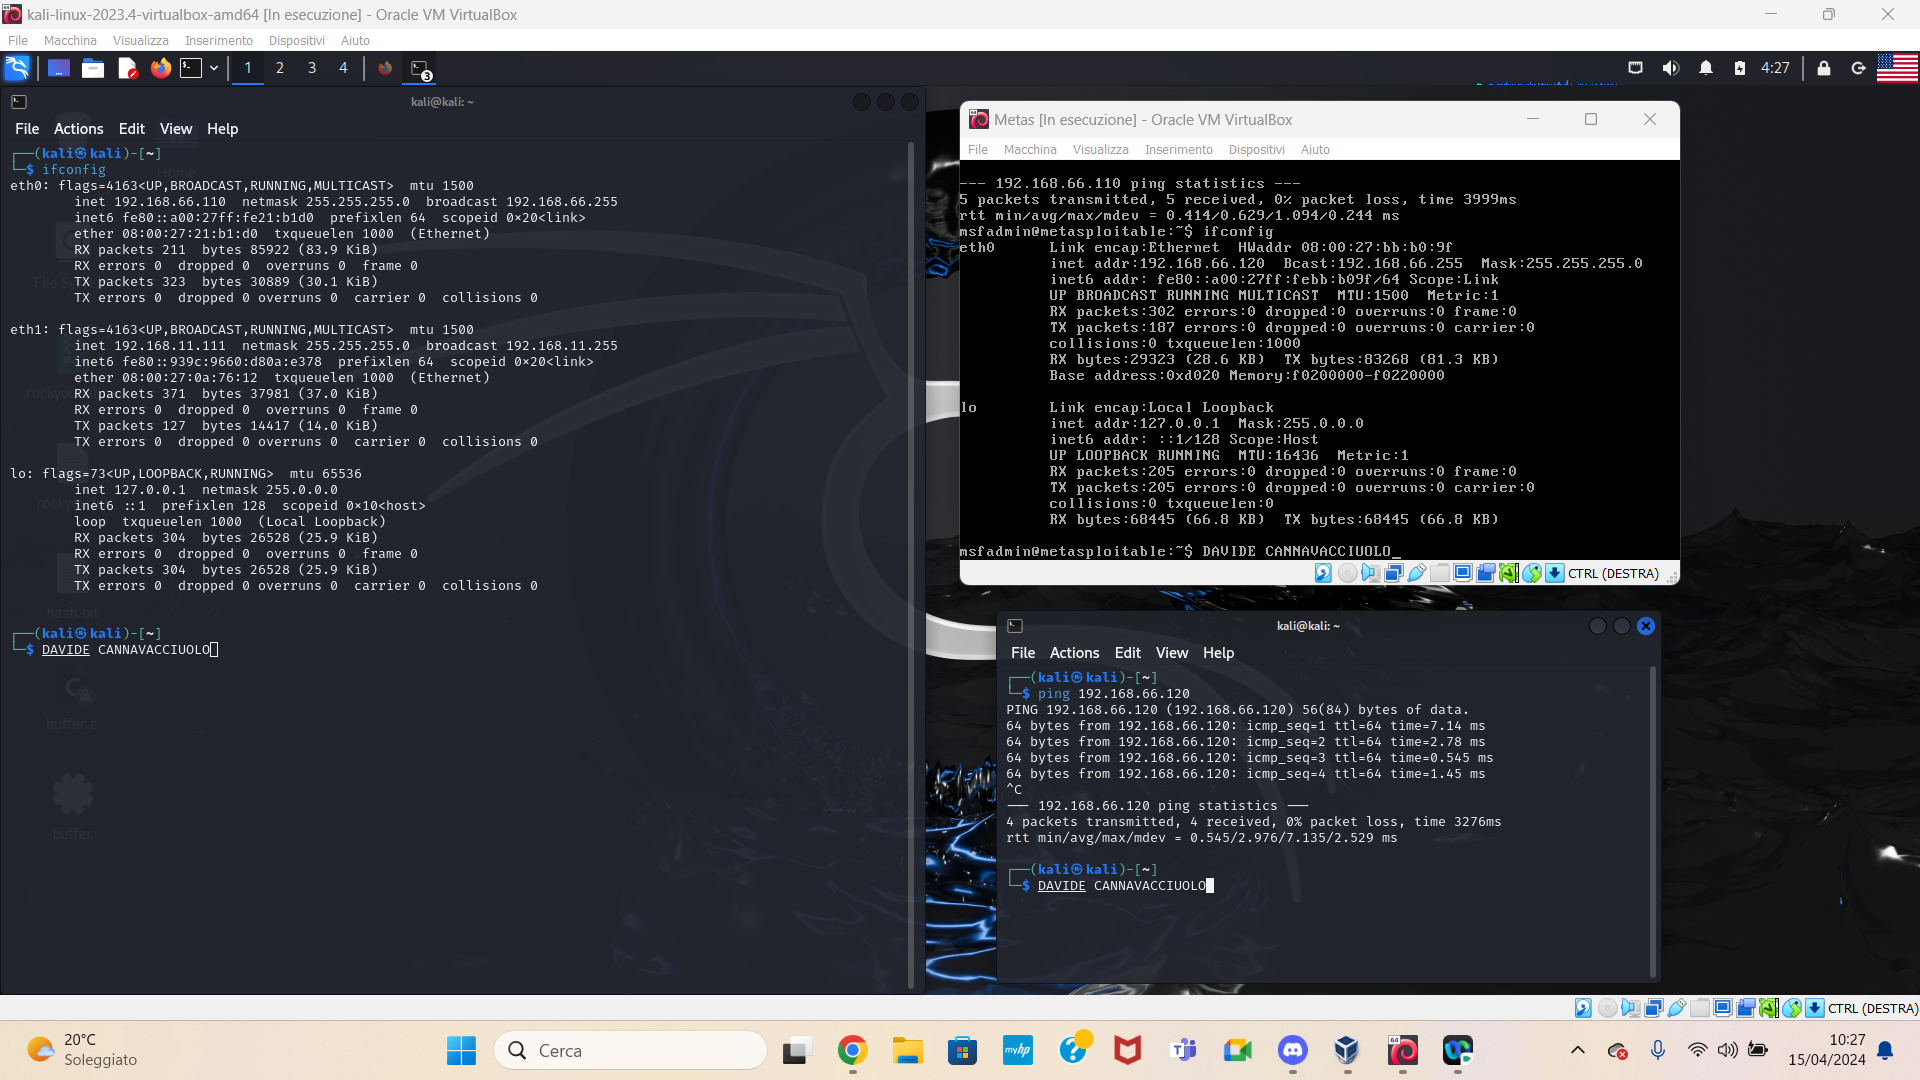 kali-linux-2023.4-virtualbox-amd64 [In esecuzione] - Oracle VM VirtualBox
File Macchina Visualizza Inserimento Dispositivi Aiuto
1 2 3 4 3 4:27
kali@kali: ~
File Actions Edit View Help
┌──(kali㉿kali)-[~]
└─$ ifconfig
eth0: flags=4163<UP,BROADCAST,RUNNING,MULTICAST> mtu 1500
inet 192.168.66.110 netmask 255.255.255.0 broadcast 192.168.66.255
inet6 fe80::a00:27ff:fe21:b1d0 prefixlen 64 scopeid 0×20<link>
ether 08:00:27:21:b1:d0 txqueuelen 1000 (Ethernet)
RX packets 211 bytes 85922 (83.9 KiB)
RX errors 0 dropped 0 overruns 0 frame 0
TX packets 323 bytes 30889 (30.1 KiB)
TX errors 0 dropped 0 overruns 0 carrier 0 collisions 0
eth1: flags=4163<UP,BROADCAST,RUNNING,MULTICAST> mtu 1500
inet 192.168.11.111 netmask 255.255.255.0 broadcast 192.168.11.255
inet6 fe80::939c:9660:d80a:e378 prefixlen 64 scopeid 0×20<link>
ether 08:00:27:0a:76:12 txqueuelen 1000 (Ethernet)
RX packets 371 bytes 37981 (37.0 KiB)
RX errors 0 dropped 0 overruns 0 frame 0
TX packets 127 bytes 14417 (14.0 KiB)
TX errors 0 dropped 0 overruns 0 carrier 0 collisions 0
lo: flags=73<UP,LOOPBACK,RUNNING> mtu 65536
inet 127.0.0.1 netmask 255.0.0.0
inet6 ::1 prefixlen 128 scopeid 0×10<host>
loop txqueuelen 1000 (Local Loopback)
RX packets 304 bytes 26528 (25.9 KiB)
RX errors 0 dropped 0 overruns 0 frame 0
TX packets 304 bytes 26528 (25.9 KiB)
TX errors 0 dropped 0 overruns 0 carrier 0 collisions 0
┌──(kali㉿kali)-[~]
└─$ DAVIDE CANNAVACCIUOLO
Home
hash.txt
buffer.c
buffer
Metas [In esecuzione] - Oracle VM VirtualBox
File Macchina Visualizza Inserimento Dispositivi Aiuto
--- 192.168.66.110 ping statistics ---
5 packets transmitted, 5 received, 0% packet loss, time 3999ms
rtt min/avg/max/mdev = 0.414/0.629/1.094/0.244 ms
msfadmin@metasploitable:~$ ifconfig
eth0 Link encap:Ethernet HWaddr 08:00:27:bb:b0:9f
inet addr:192.168.66.120 Bcast:192.168.66.255 Mask:255.255.255.0
inet6 addr: fe80::a00:27ff:febb:b09f/64 Scope:Link
UP BROADCAST RUNNING MULTICAST MTU:1500 Metric:1
RX packets:302 errors:0 dropped:0 overruns:0 frame:0
TX packets:187 errors:0 dropped:0 overruns:0 carrier:0
collisions:0 txqueuelen:1000
RX bytes:29323 (28.6 KB) TX bytes:83268 (81.3 KB)
Base address:0xd020 Memory:f0200000-f0220000
lo Link encap:Local Loopback
inet addr:127.0.0.1 Mask:255.0.0.0
inet6 addr: ::1/128 Scope:Host
UP LOOPBACK RUNNING MTU:16436 Metric:1
RX packets:205 errors:0 dropped:0 overruns:0 frame:0
TX packets:205 errors:0 dropped:0 overruns:0 carrier:0
collisions:0 txqueuelen:0
RX bytes:68445 (66.8 KB) TX bytes:68445 (66.8 KB)
msfadmin@metasploitable:~$ DAVIDE CANNAVACCIUOLO_
CTRL (DESTRA)
kali@kali: ~
File Actions Edit View Help
┌──(kali㉿kali)-[~]
└─$ ping 192.168.66.120
PING 192.168.66.120 (192.168.66.120) 56(84) bytes of data.
64 bytes from 192.168.66.120: icmp_seq=1 ttl=64 time=7.14 ms
64 bytes from 192.168.66.120: icmp_seq=2 ttl=64 time=2.78 ms
64 bytes from 192.168.66.120: icmp_seq=3 ttl=64 time=0.545 ms
64 bytes from 192.168.66.120: icmp_seq=4 ttl=64 time=1.45 ms
^C
--- 192.168.66.120 ping statistics ---
4 packets transmitted, 4 received, 0% packet loss, time 3276ms
rtt min/avg/max/mdev = 0.545/2.976/7.135/2.529 ms
┌──(kali㉿kali)-[~]
└─$ DAVIDE CANNAVACCIUOLO
CTRL (DESTRA)
20°C
Soleggiato
Cerca
myhp
64
10:27
15/04/2024